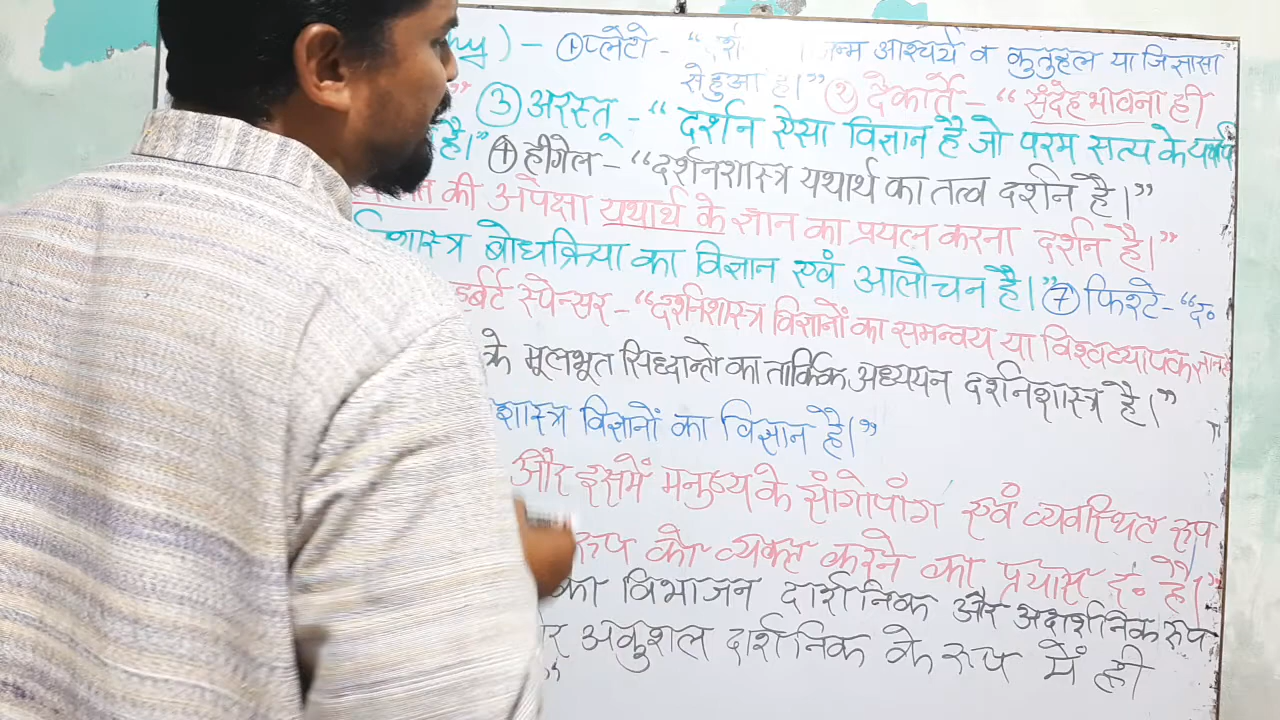 hy) - ① प्लेटो - " जन्म आश्चर्य व कुतुहल या जिज्ञासा
से हुआ है।" ② देकार्ते - " संदेह भावना ही
③ अरस्तू - " दर्शन ऐसा विज्ञान है जो परम सत्य के
है।" ④ हीगेल - "दर्शनशास्त्र यथार्थ का तत्व दर्शन है।"
की अपेक्षा यथार्थ के ज्ञान का प्रयत्न करना दर्शन है।"
शास्त्र बोधक्रिया का विज्ञान एवं आलोचन है।" ⑦ फिश्टे - "द०
स्पेन्सर - "दर्शनशास्त्र विज्ञानों का समन्वय या विश्वव्यापक
के मूलभूत सिध्दान्तो का तार्किक अध्ययन दर्शनशास्त्र है।"
शास्त्र विज्ञानों का विज्ञान है।"
और इसमें मनुष्य के सांगोपांग एवं व्यवस्थित रूप
रूप को व्यक्त करने का प्रयास द० है।"
का विभाजन दार्शनिक और अदार्शनिक रूप
अकुशल दार्शनिक के रूप में ही